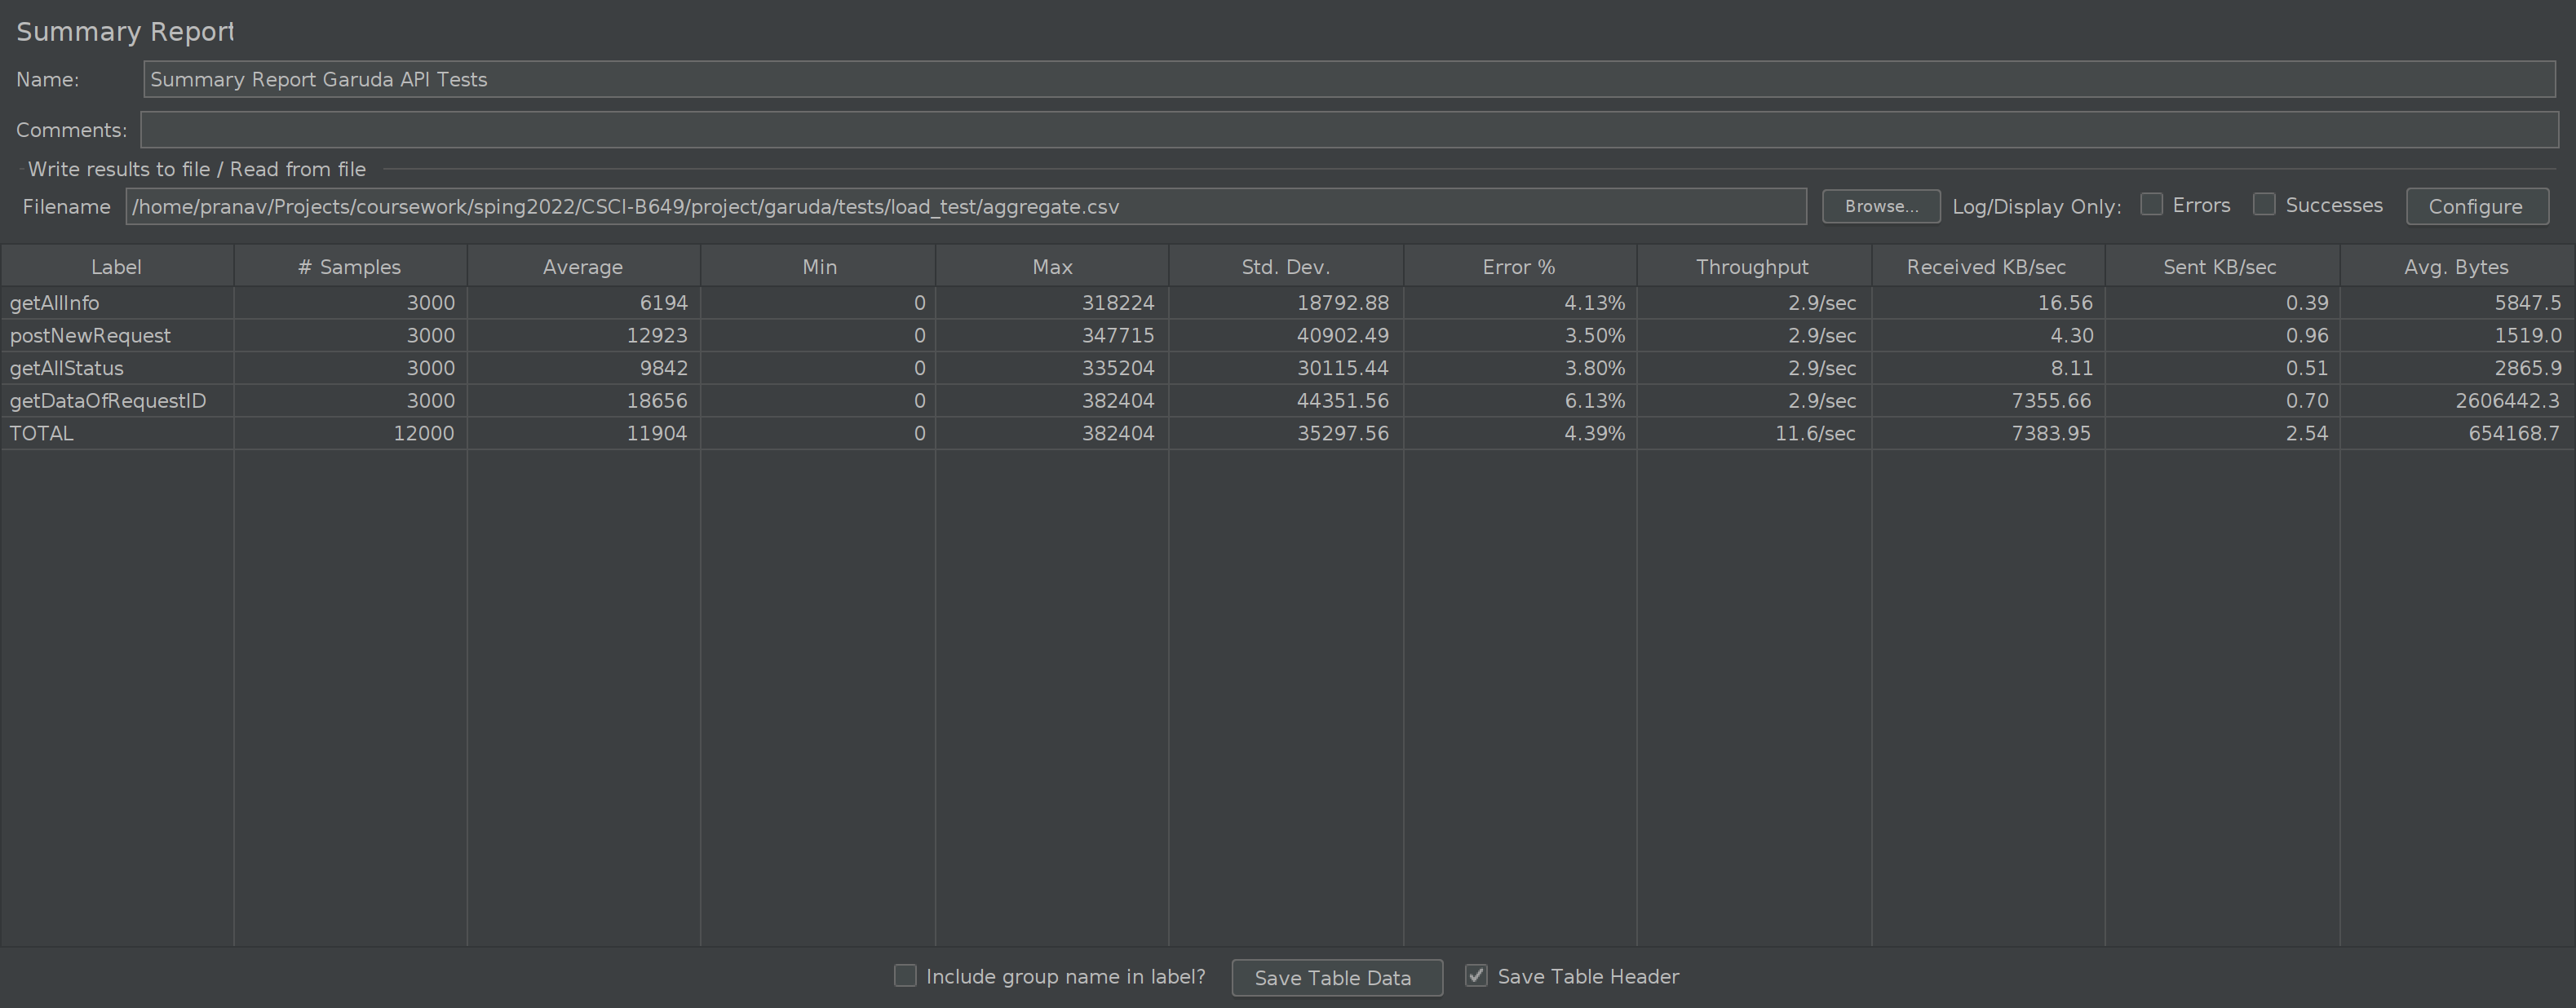 Summary Report
Name: Summary Report Garuda API Tests
Comments:
Write results to file / Read from file
Filename /home/pranav/Projects/coursework/sping2022/CSCI-B649/project/garuda/tests/load_test/aggregate.csv Browse... Log/Display Only: Errors Successes Configure
Label # Samples Average Min Max Std. Dev. Error % Throughput Received KB/sec Sent KB/sec Avg. Bytes
getAllInfo 3000 6194 0 318224 18792.88 4.13% 2.9/sec 16.56 0.39 5847.5
postNewRequest 3000 12923 0 347715 40902.49 3.50% 2.9/sec 4.30 0.96 1519.0
getAllStatus 3000 9842 0 335204 30115.44 3.80% 2.9/sec 8.11 0.51 2865.9
getDataOfRequestID 3000 18656 0 382404 44351.56 6.13% 2.9/sec 7355.66 0.70 2606442.3
TOTAL 12000 11904 0 382404 35297.56 4.39% 11.6/sec 7383.95 2.54 654168.7
Include group name in label? Save Table Data Save Table Header